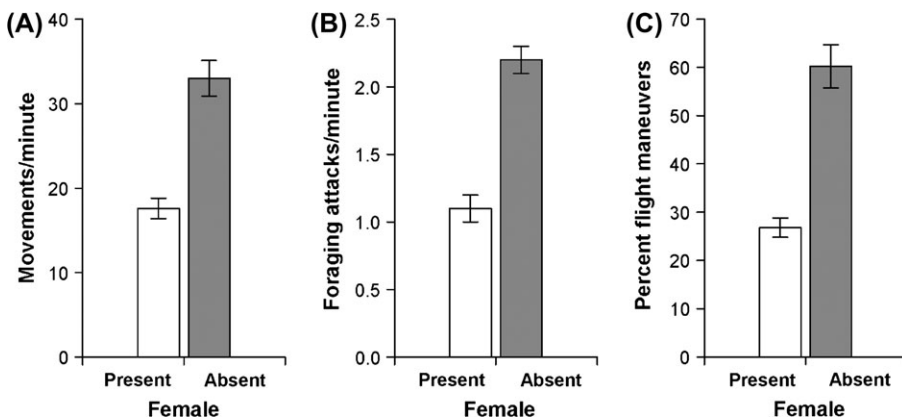 (A)
Movements/minute
40
30
20
10
0
Present Absent
Female
(B)
Foraging attacks/minute
2.5
2.0
1.5
1.0
0.5
0.0
Present Absent
Female
(C)
Percent flight maneuvers
70
60
50
40
30
20
10
0
Present Absent
Female